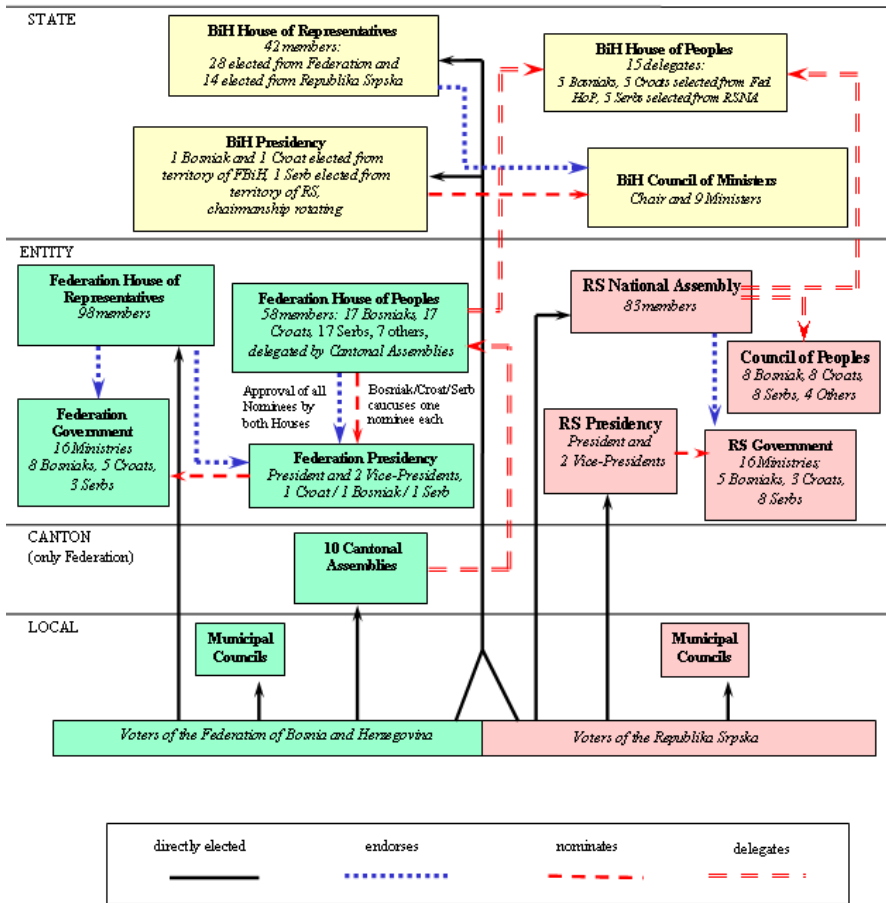 STATE
BiH House of Representatives
42 members:
28 elected from Federation and
14 elected from Republika Srpska
BiH House of Peoples
15 delegates:
5 Bosniaks, 5 Croats selected from Fed.
HoP, 5 Serbs selected from RSNA
BiH Presidency
1 Bosniak and 1 Croat elected from
territory of FBiH, 1 Serb elected from
territory of RS,
chairmanship rotating
BiH Council of Ministers
Chair and 9 Ministers
ENTITY
Federation House of
Representatives
98 members
Federation House of Peoples
58 members: 17 Bosniaks, 17
Croats, 17 Serbs, 7 others,
delegated by Cantonal Assemblies
RS National Assembly
83 members
Council of Peoples
8 Bosniak, 8 Croats,
8 Serbs, 4 Others
Approval of all
Nominees by
both Houses
Bosniak/Croat/Serb
caucuses one
nominee each
Federation
Government
16 Ministries
8 Bosniaks, 5 Croats,
3 Serbs
Federation Presidency
President and 2 Vice-Presidents,
1 Croat / 1 Bosniak / 1 Serb
RS Presidency
President and
2 Vice-Presidents
RS Government
16 Ministries;
5 Bosniaks, 3 Croats,
8 Serbs
CANTON
(only Federation)
10 Cantonal
Assemblies
LOCAL
Municipal
Councils
Municipal
Councils
Voters of the Federation of Bosnia and Herzegovina
Voters of the Republika Srpska
directly elected
endorses
nominates
delegates